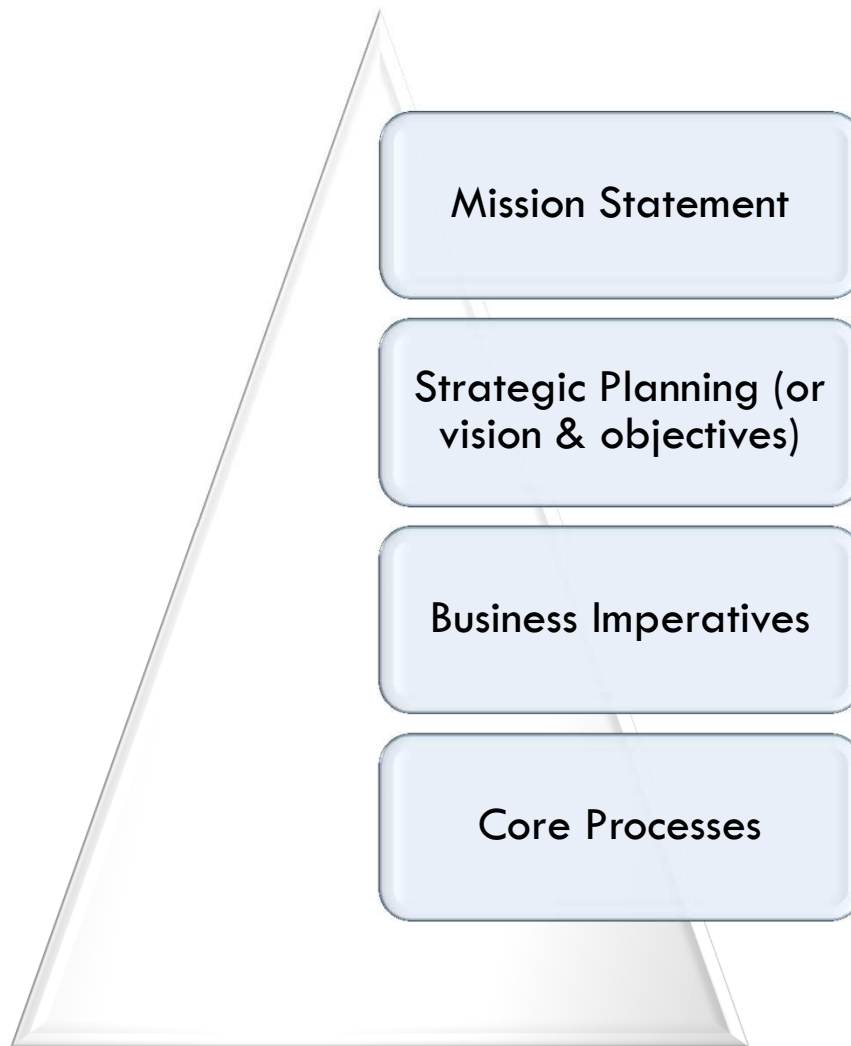 Mission Statement
Strategic Planning (or
vision & objectives)
Business Imperatives
Core Processes